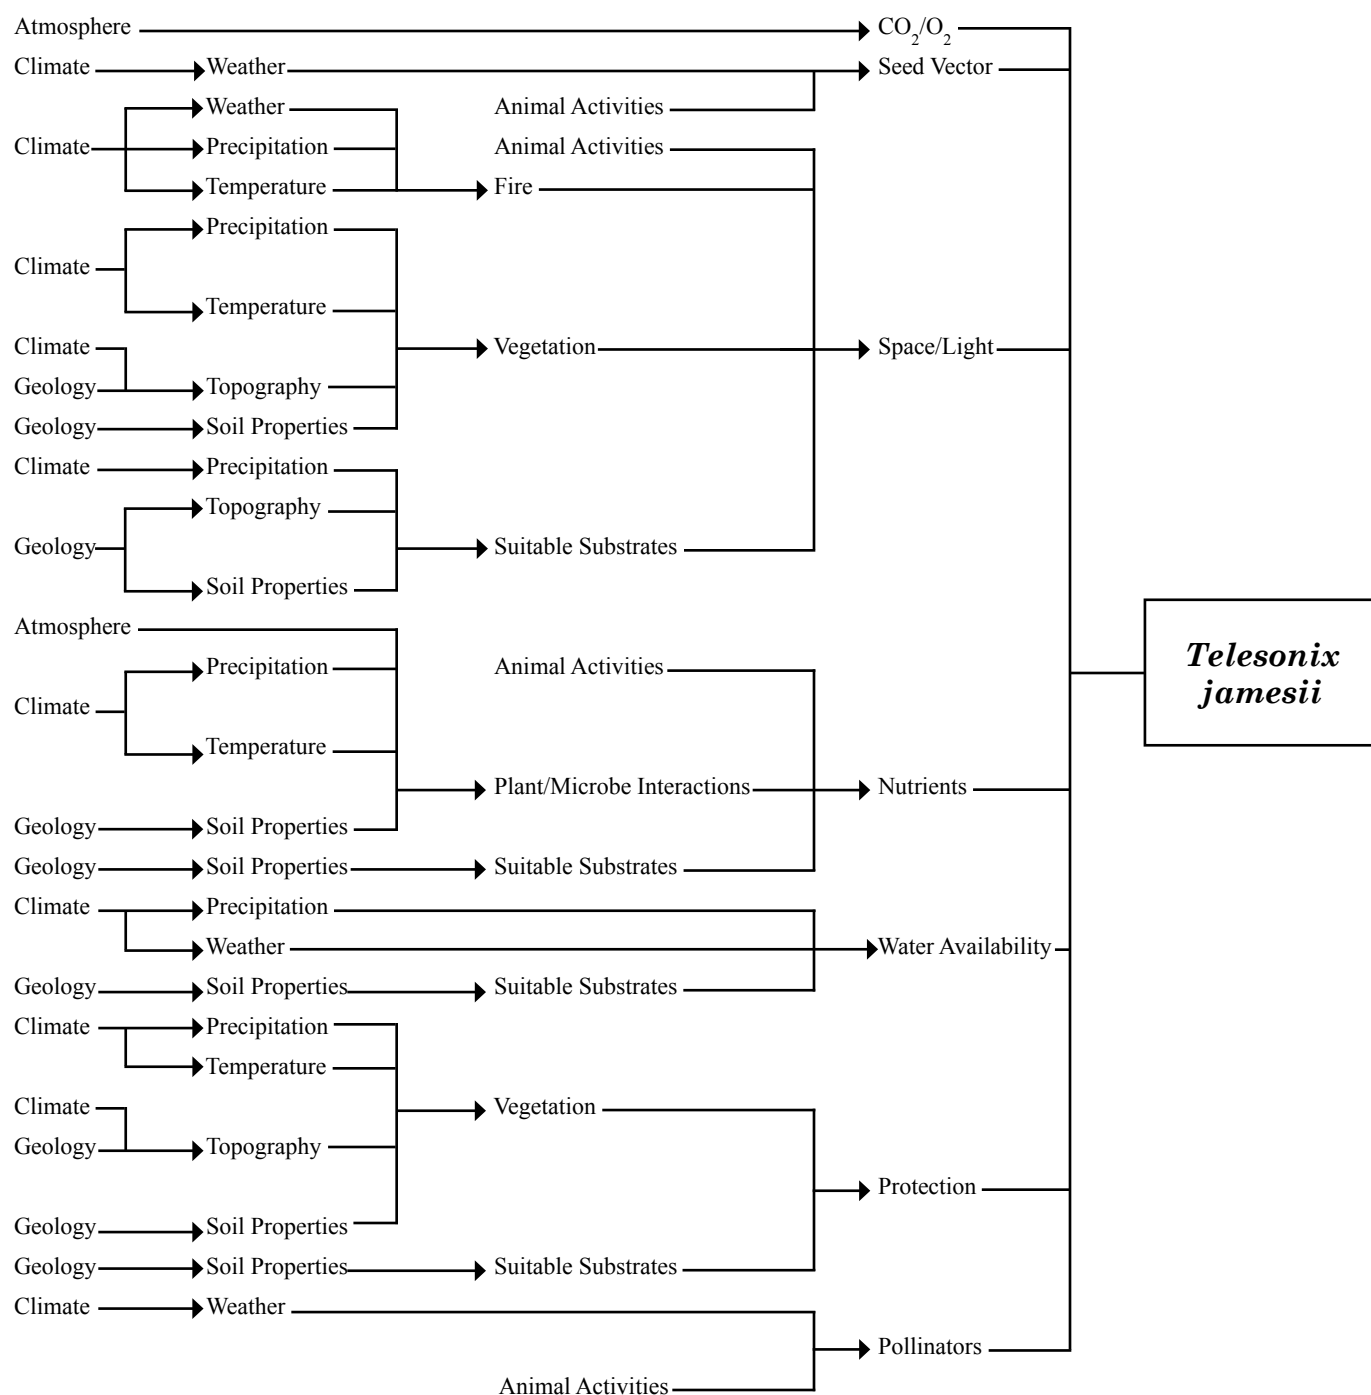 Atmosphere CO2/O2
Climate Weather Seed Vector
Animal Activities
Weather
Climate Precipitation Animal Activities
Temperature Fire
Precipitation
Climate
Temperature
Climate Vegetation Space/Light
Geology Topography
Geology Soil Properties
Climate Precipitation
Topography
Geology Suitable Substrates
Soil Properties
Atmosphere
Precipitation Animal Activities
Climate
Temperature
Plant/Microbe Interactions Nutrients
Geology Soil Properties
Geology Soil Properties Suitable Substrates
Climate Precipitation
Weather Water Availability
Geology Soil Properties Suitable Substrates
Climate Precipitation
Temperature
Climate Vegetation
Geology Topography
Protection
Geology Soil Properties
Geology Soil Properties Suitable Substrates
Climate Weather
Pollinators
Animal Activities
Telesonix
jamesii